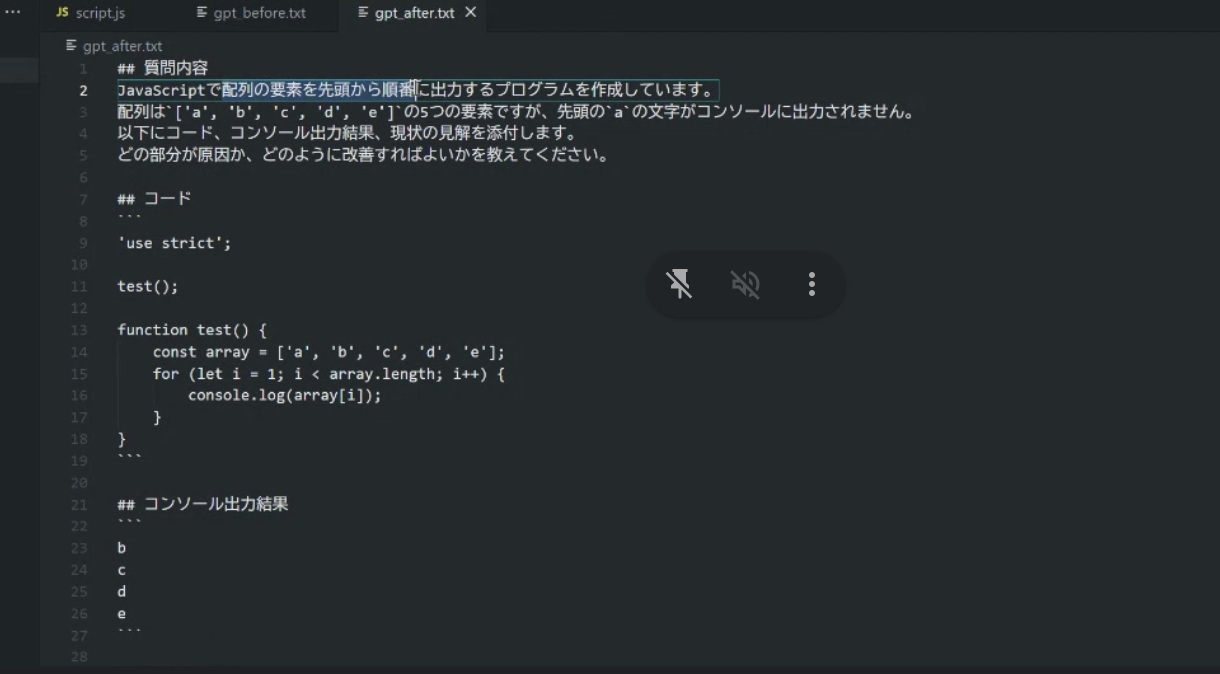 script.js
gpt_before.txt
gpt_after.txt
gpt_after.txt
1 ## 質問内容
2 JavaScriptで配列の要素を先頭から順番に出力するプログラムを作成しています。
3 配列は`['a', 'b', 'c', 'd', 'e']`の5つの要素ですが、先頭の`a`の文字がコンソールに出力されません。
4 以下にコード、コンソール出力結果、現状の見解を添付します。
5 どの部分が原因か、どのように改善すればよいかを教えてください。
6
7 ## コード
8 ```
9 'use strict';
10
11 test();
12
13 function test() {
14     const array = ['a', 'b', 'c', 'd', 'e'];
15     for (let i = 1; i < array.length; i++) {
16         console.log(array[i]);
17     }
18 }
19 ```
20
21 ## コンソール出力結果
22 ```
23 b
24 c
25 d
26 e
27 ```
28